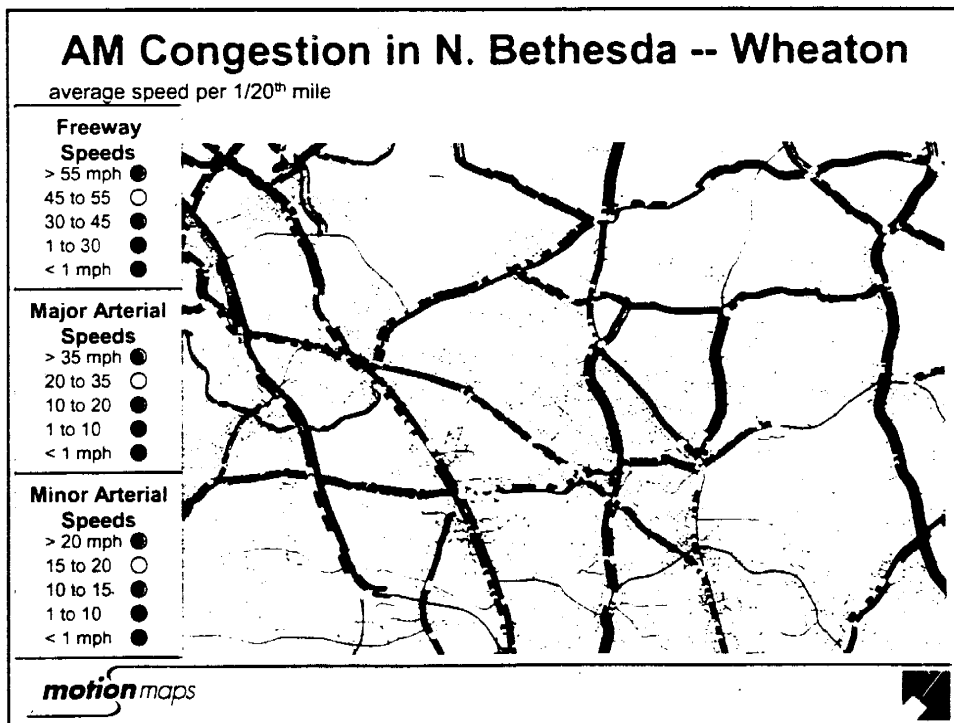 AM Congestion in N. Bethesda -- Wheaton
average speed per 1/20th mile
Freeway
Speeds
> 55 mph
45 to 55
30 to 45
1 to 30
< 1 mph
Major Arterial
Speeds
> 35 mph
20 to 35
10 to 20
1 to 10
< 1 mph
Minor Arterial
Speeds
> 20 mph
15 to 20
10 to 15
1 to 10
< 1 mph
motionmaps